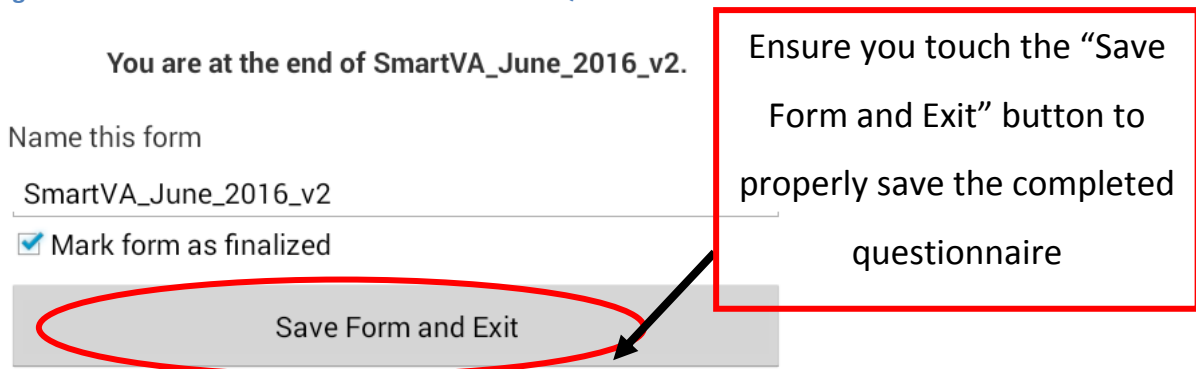 You are at the end of SmartVA_June_2016_v2.
Name this form
SmartVA_June_2016_v2
Mark form as finalized
Save Form and Exit
Ensure you touch the “Save
Form and Exit” button to
properly save the completed
questionnaire